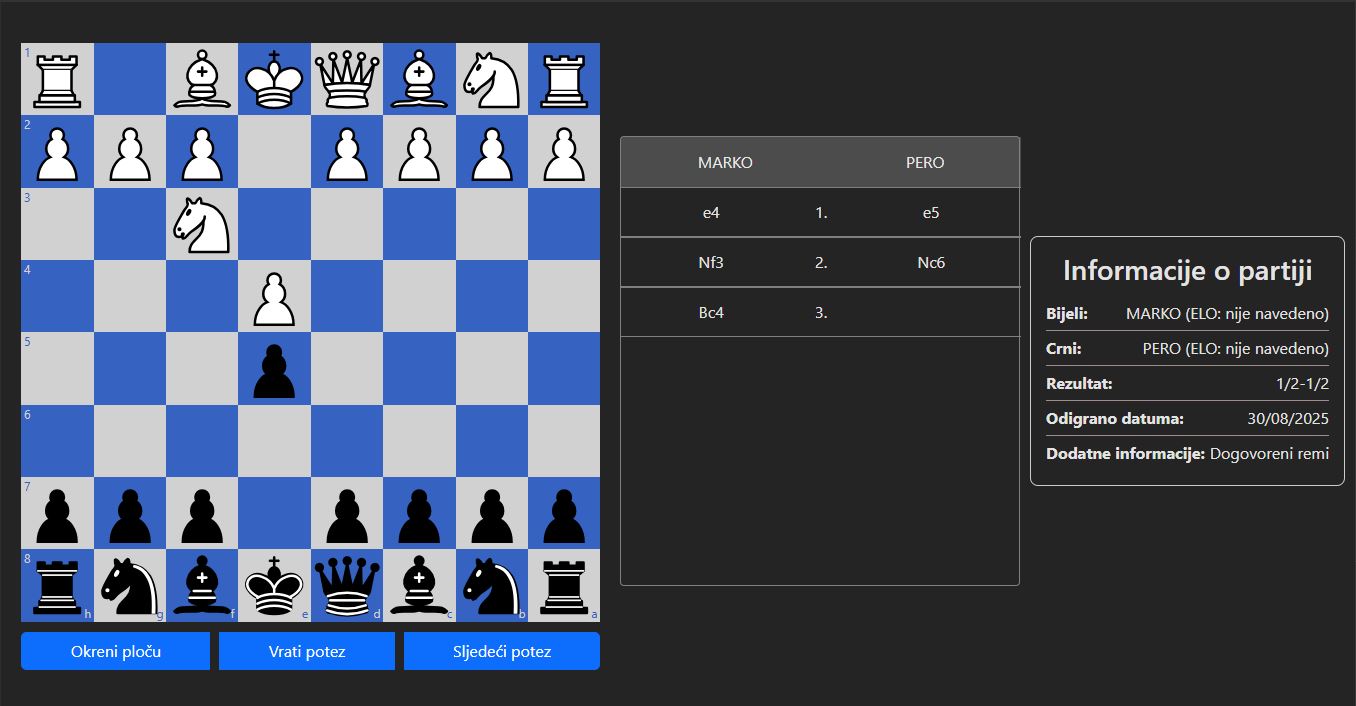 1
2
3
4
5
6
7
8
h g f e d c b a
Okreni ploču Vrati potez Sljedeći potez
MARKO PERO
e4 1. e5
Nf3 2. Nc6
Bc4 3.
Informacije o partiji
Bijeli: MARKO (ELO: nije navedeno)
Crni: PERO (ELO: nije navedeno)
Rezultat: 1/2-1/2
Odigrano datuma: 30/08/2025
Dodatne informacije: Dogovoreni remi